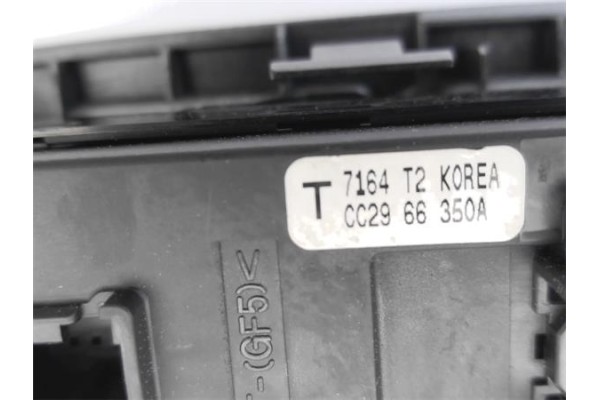 T 7164 T2 KOREA
CC29 66 350A
-(GF5)<